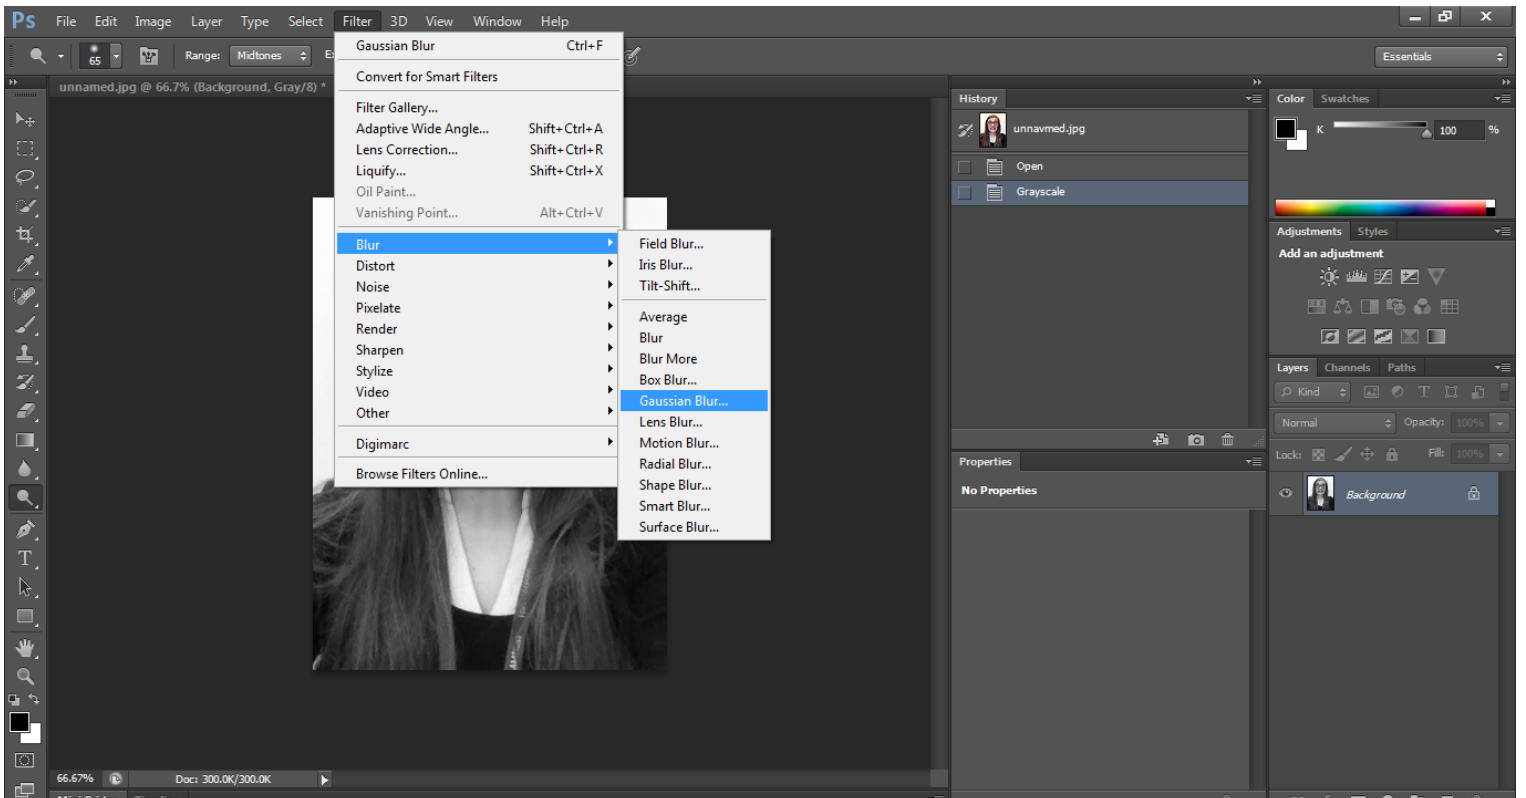 Ps File Edit Image Layer Type Select Filter 3D View Window Help
65 Range: Midtones
Essentials
unnamed.jpg @ 66.7% (Background, Gray/8) *
Gaussian Blur Ctrl+F
Convert for Smart Filters
Filter Gallery...
Adaptive Wide Angle... Shift+Ctrl+A
Lens Correction... Shift+Ctrl+R
Liquify... Shift+Ctrl+X
Oil Paint...
Vanishing Point... Alt+Ctrl+V
Blur
Distort
Noise
Pixelate
Render
Sharpen
Stylize
Video
Other
Digimarc
Browse Filters Online...
Field Blur...
Iris Blur...
Tilt-Shift...
Average
Blur
Blur More
Box Blur...
Gaussian Blur...
Lens Blur...
Motion Blur...
Radial Blur...
Shape Blur...
Smart Blur...
Surface Blur...
History
unnavmed.jpg
Open
Grayscale
Properties
No Properties
Color Swatches
K 100 %
Adjustments Styles
Add an adjustment
Layers Channels Paths
Kind
Normal Opacity: 100%
Lock: Fill: 100%
Background
66.67% Doc: 300.0K/300.0K